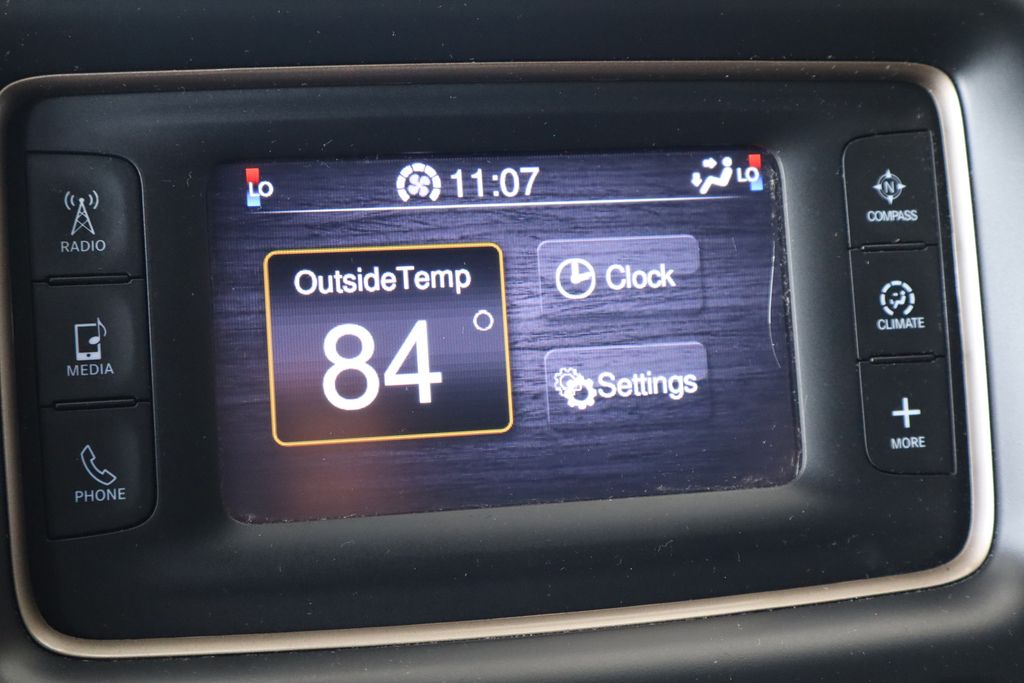 LO
11:07
LO
OutsideTemp
84°
Clock
Settings
RADIO
MEDIA
PHONE
N
COMPASS
CLIMATE
MORE